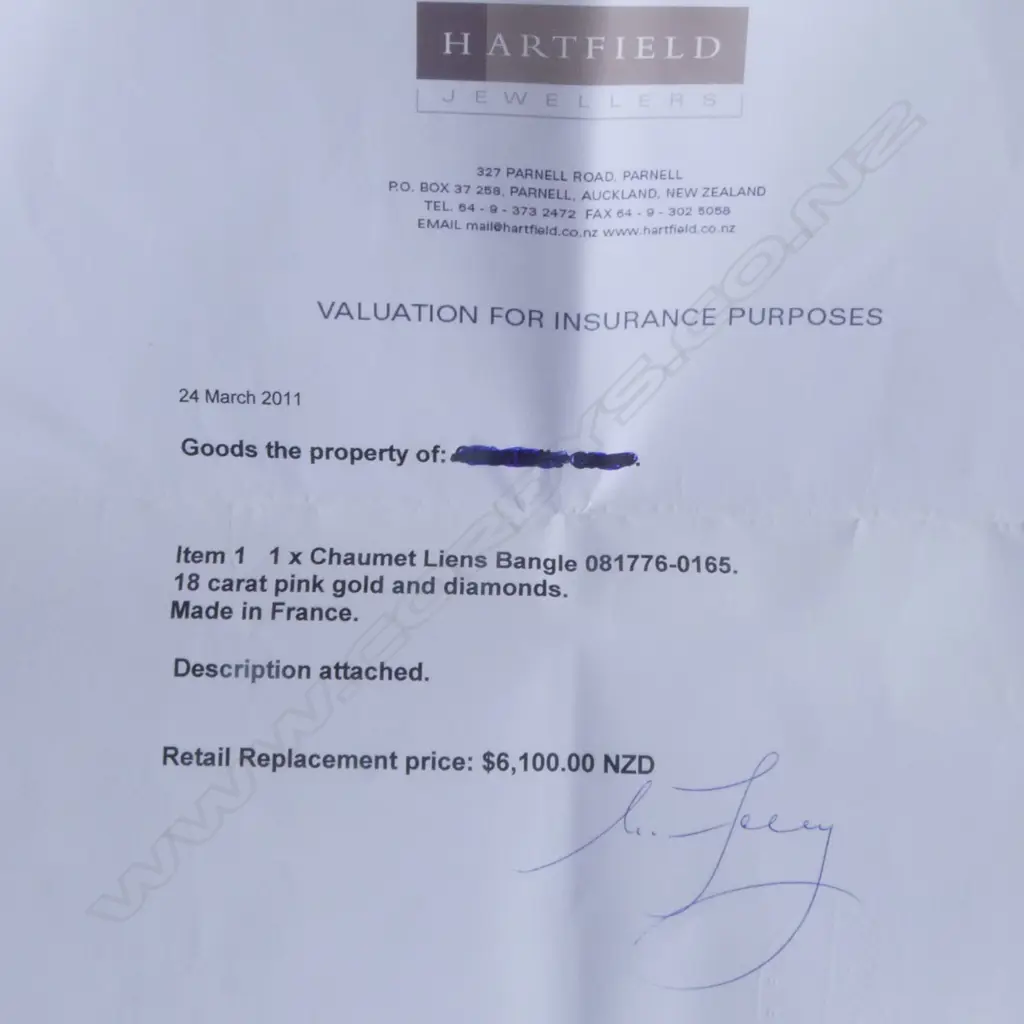 HARTFIELD
JEWELLERS
327 PARNELL ROAD, PARNELL
P.O. BOX 37 258, PARNELL, AUCKLAND, NEW ZEALAND
TEL. 64 - 9 - 373 2472 FAX 64 - 9 - 302 5058
EMAIL mail@hartfield.co.nz www.hartfield.co.nz
VALUATION FOR INSURANCE PURPOSES
24 March 2011
Goods the property of:
Item 1 1 x Chaumet Liens Bangle 081776-0165.
18 carat pink gold and diamonds.
Made in France.
Description attached.
Retail Replacement price: $6,100.00 NZD